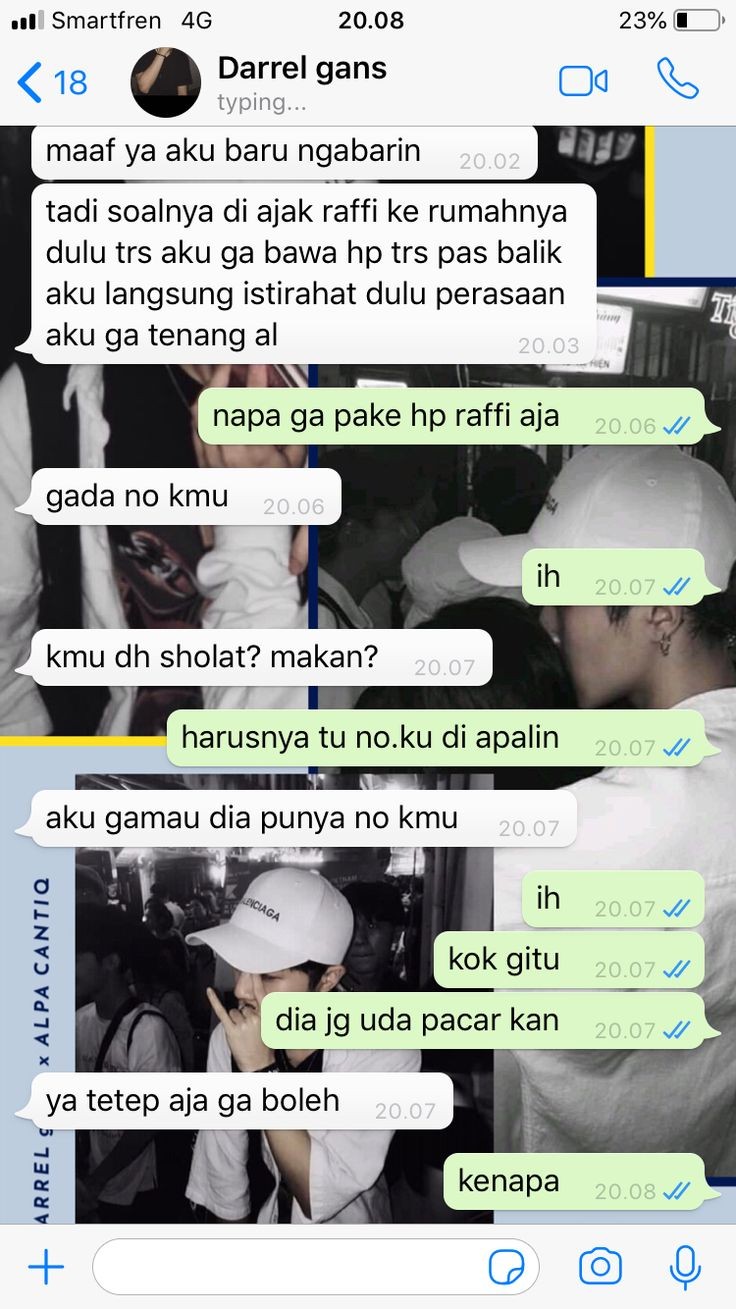 Smartfren 4G 20.08 23%
18 Darrel gans
typing...
maaf ya aku baru ngabarin 20.02
tadi soalnya di ajak raffi ke rumahnya
dulu trs aku ga bawa hp trs pas balik
aku langsung istirahat dulu perasaan
aku ga tenang al 20.03
napa ga pake hp raffi aja 20.06
gada no kmu 20.06
ih 20.07
kmu dh sholat? makan? 20.07
harusnya tu no.ku di apalin 20.07
aku gamau dia punya no kmu 20.07
ih 20.07
kok gitu 20.07
dia jg uda pacar kan 20.07
ya tetep aja ga boleh 20.07
kenapa 20.08
x ALPA CANTIQ